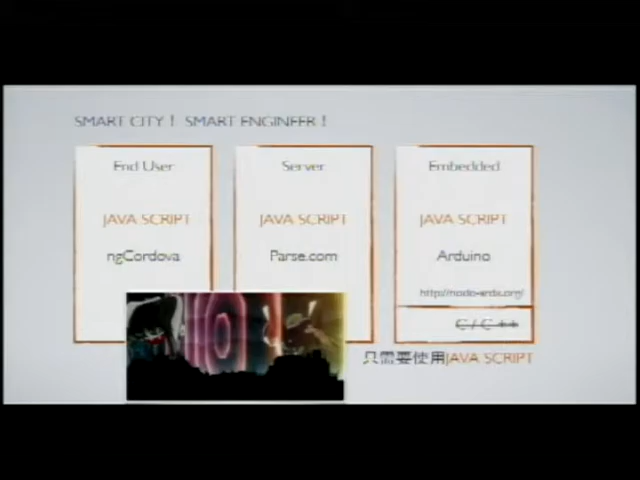 SMART CITY！ SMART ENGINEER！
End User
JAVA SCRIPT
ngCordova
Server
JAVA SCRIPT
Parse.com
Embedded
JAVA SCRIPT
Arduino
C / C ++
只需要使用JAVA SCRIPT